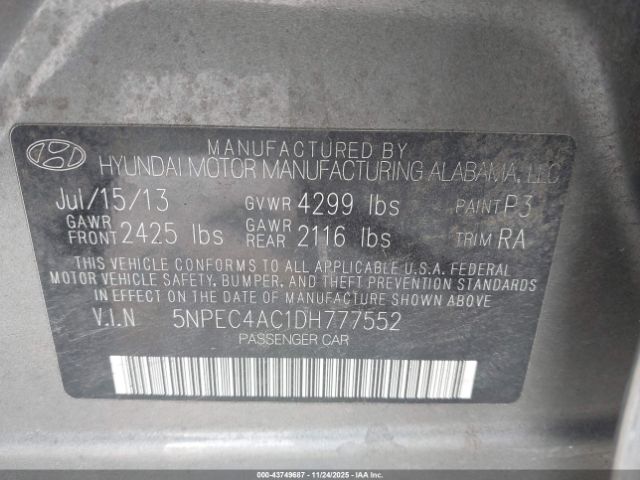 MANUFACTURED BY
HYUNDAI MOTOR MANUFACTURING ALABAMA, LLC
Jul/15/13 GVWR 4299 lbs PAINT P3
GAWR FRONT 2425 lbs GAWR REAR 2116 lbs TRIM RA
THIS VEHICLE CONFORMS TO ALL APPLICABLE U.S.A. FEDERAL
MOTOR VEHICLE SAFETY, BUMPER, AND THEFT PREVENTION STANDARDS
IN EFFECT ON THE DATE OF MANUFACTURE SHOWN ABOVE
V.I.N 5NPEC4AC1DH777552
PASSENGER CAR
000-43749687 - 11/24/2025 - IAA Inc. ©